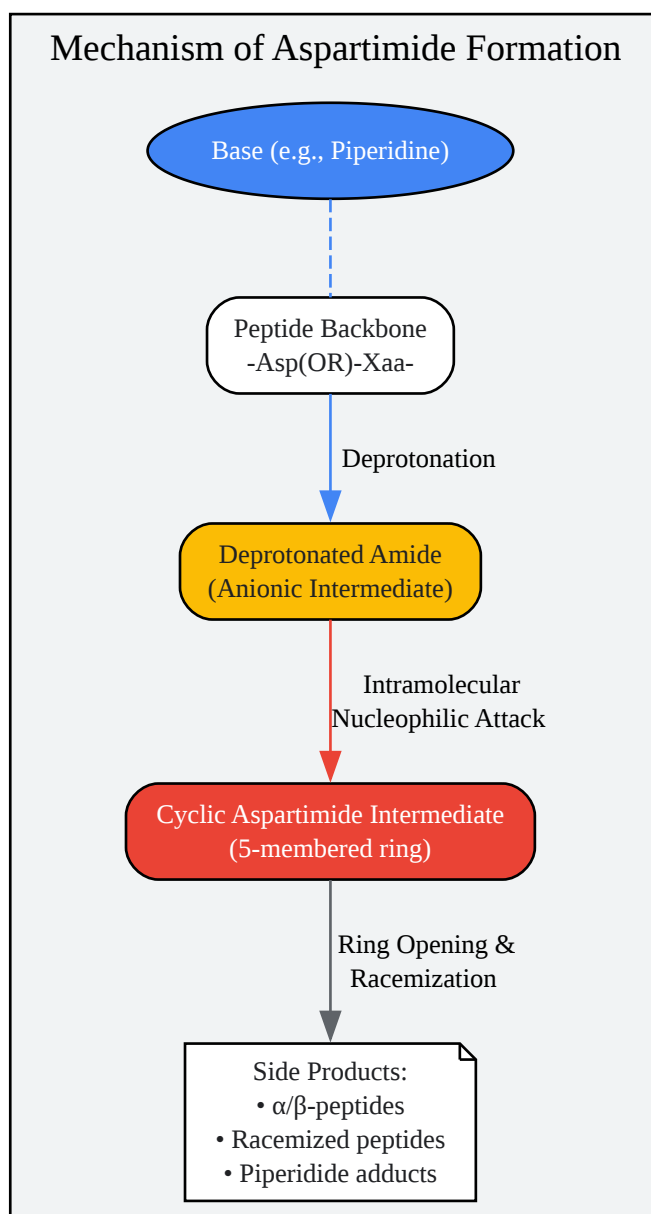 Mechanism of Aspartimide Formation
Base (e.g., Piperidine)
Peptide Backbone
-Asp(OR)-Xaa-
Deprotonation
Deprotonated Amide
(Anionic Intermediate)
Intramolecular
Nucleophilic Attack
Cyclic Aspartimide Intermediate
(5-membered ring)
Ring Opening &
Racemization
Side Products:
• α/β-peptides
• Racemized peptides
• Piperidide adducts